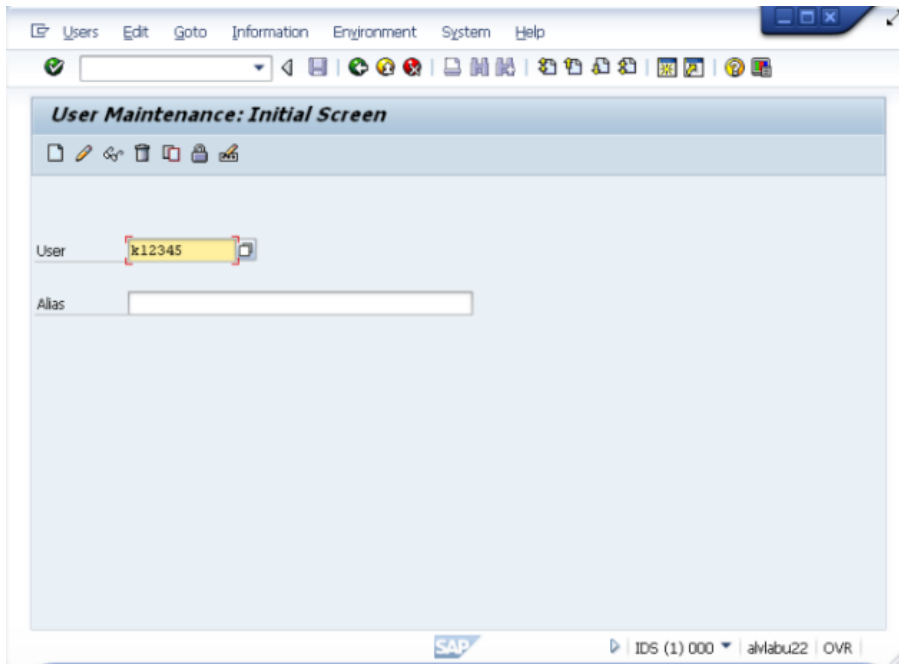 Users Edit Goto Information Environment System Help
User Maintenance: Initial Screen
User k12345
Alias
SAP IDS (1) 000 alvlabu22 OVR